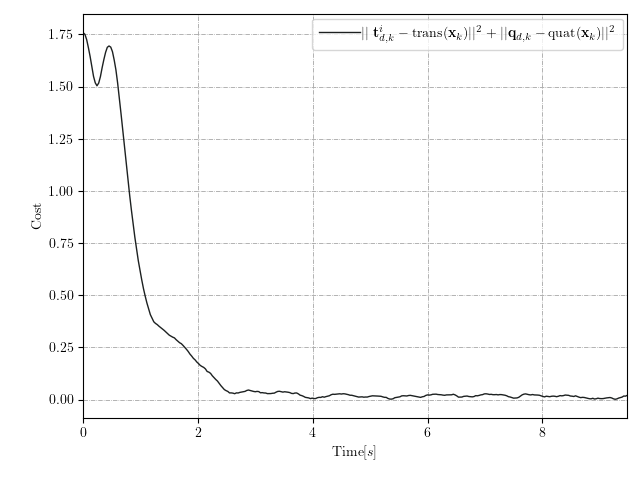 || t^i_{d,k} − trans(x_k)||² + ||q_{d,k} − quat(x_k)||²
1.75
1.50
1.25
1.00
0.75
0.50
0.25
0.00
Cost
0 2 4 6 8
Time[s]